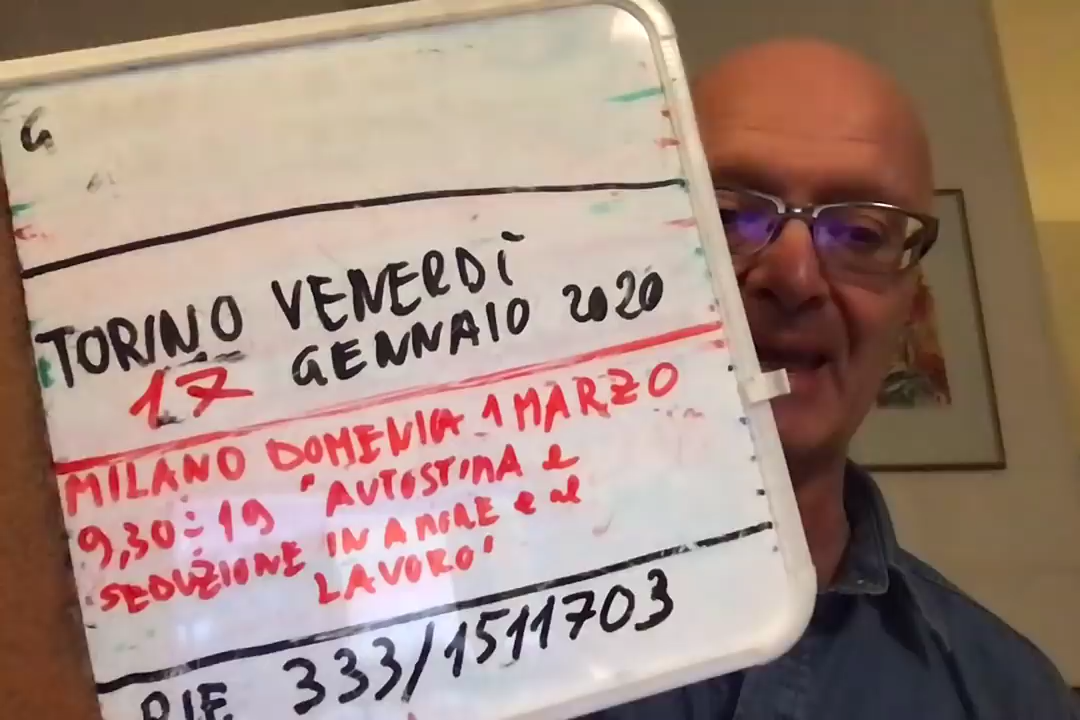 G
TORINO VENERDÌ
17 GENNAIO 2020
MILANO DOMENICA 1 MARZO
9,30÷19 "AUTOSTIMA e
SEDUZIONE IN AMORE e al
LAVORO"
RIF. 333/1511703